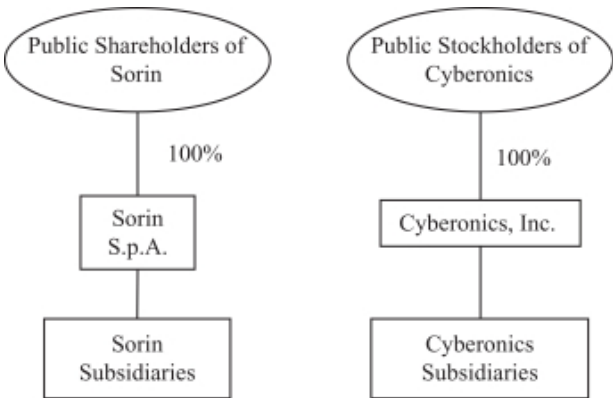 Public Shareholders of
Sorin
100%
Sorin
S.p.A.
Sorin
Subsidiaries
Public Stockholders of
Cyberonics
100%
Cyberonics, Inc.
Cyberonics
Subsidiaries